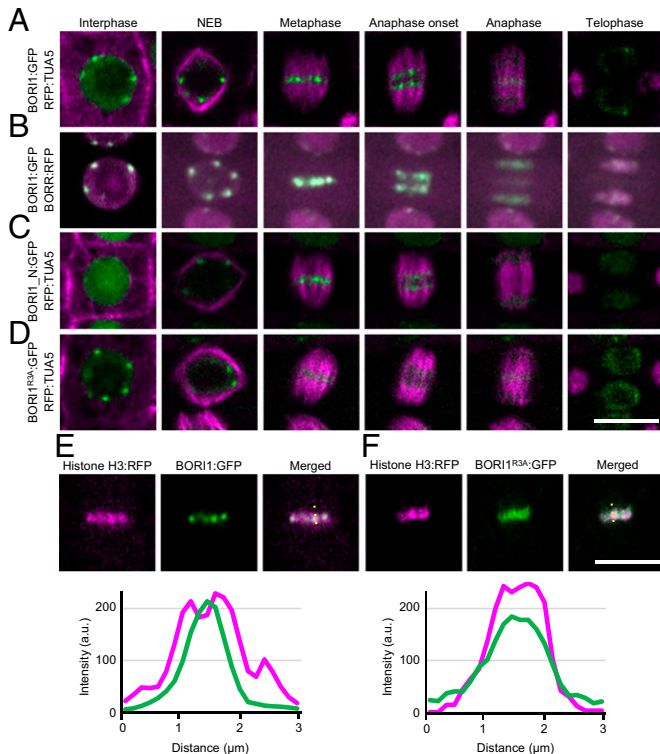 A
Interphase NEB Metaphase Anaphase onset Anaphase Telophase
BORI1:GFP
RFP:TUA5
B
BORI1:GFP
BORR:RFP
C
BORI1_N:GFP
RFP:TUA5
D
BORI1R3A:GFP
RFP:TUA5
E F
Histone H3:RFP BORI1:GFP Merged Histone H3:RFP BORI1R3A:GFP Merged
Intensity (a.u.)
200
100
0
0 1 2 3
Distance (µm)
Intensity (a.u.)
200
100
0
0 1 2 3
Distance (µm)